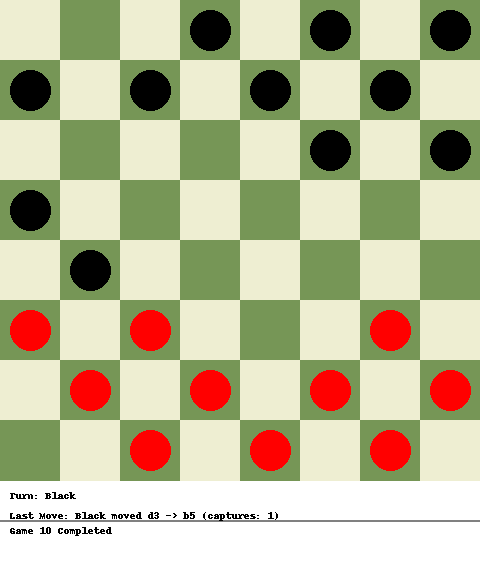 Turn: Black
Last Move: Black moved d3 -> b5 (captures: 1)
Game 10 Completed